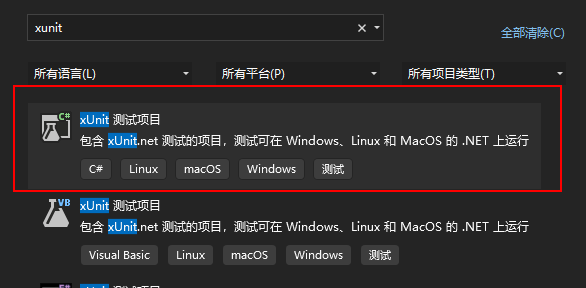 xunit
全部清除(C)
所有语言(L) 所有平台(P) 所有项目类型(T)
C#
xUnit 测试项目
包含 xUnit.net 测试的项目，测试可在 Windows、Linux 和 MacOS 的 .NET 上运行
C# Linux macOS Windows 测试
VB
xUnit 测试项目
包含 xUnit.net 测试的项目，测试可在 Windows、Linux 和 MacOS 的 .NET 上运行
Visual Basic Linux macOS Windows 测试